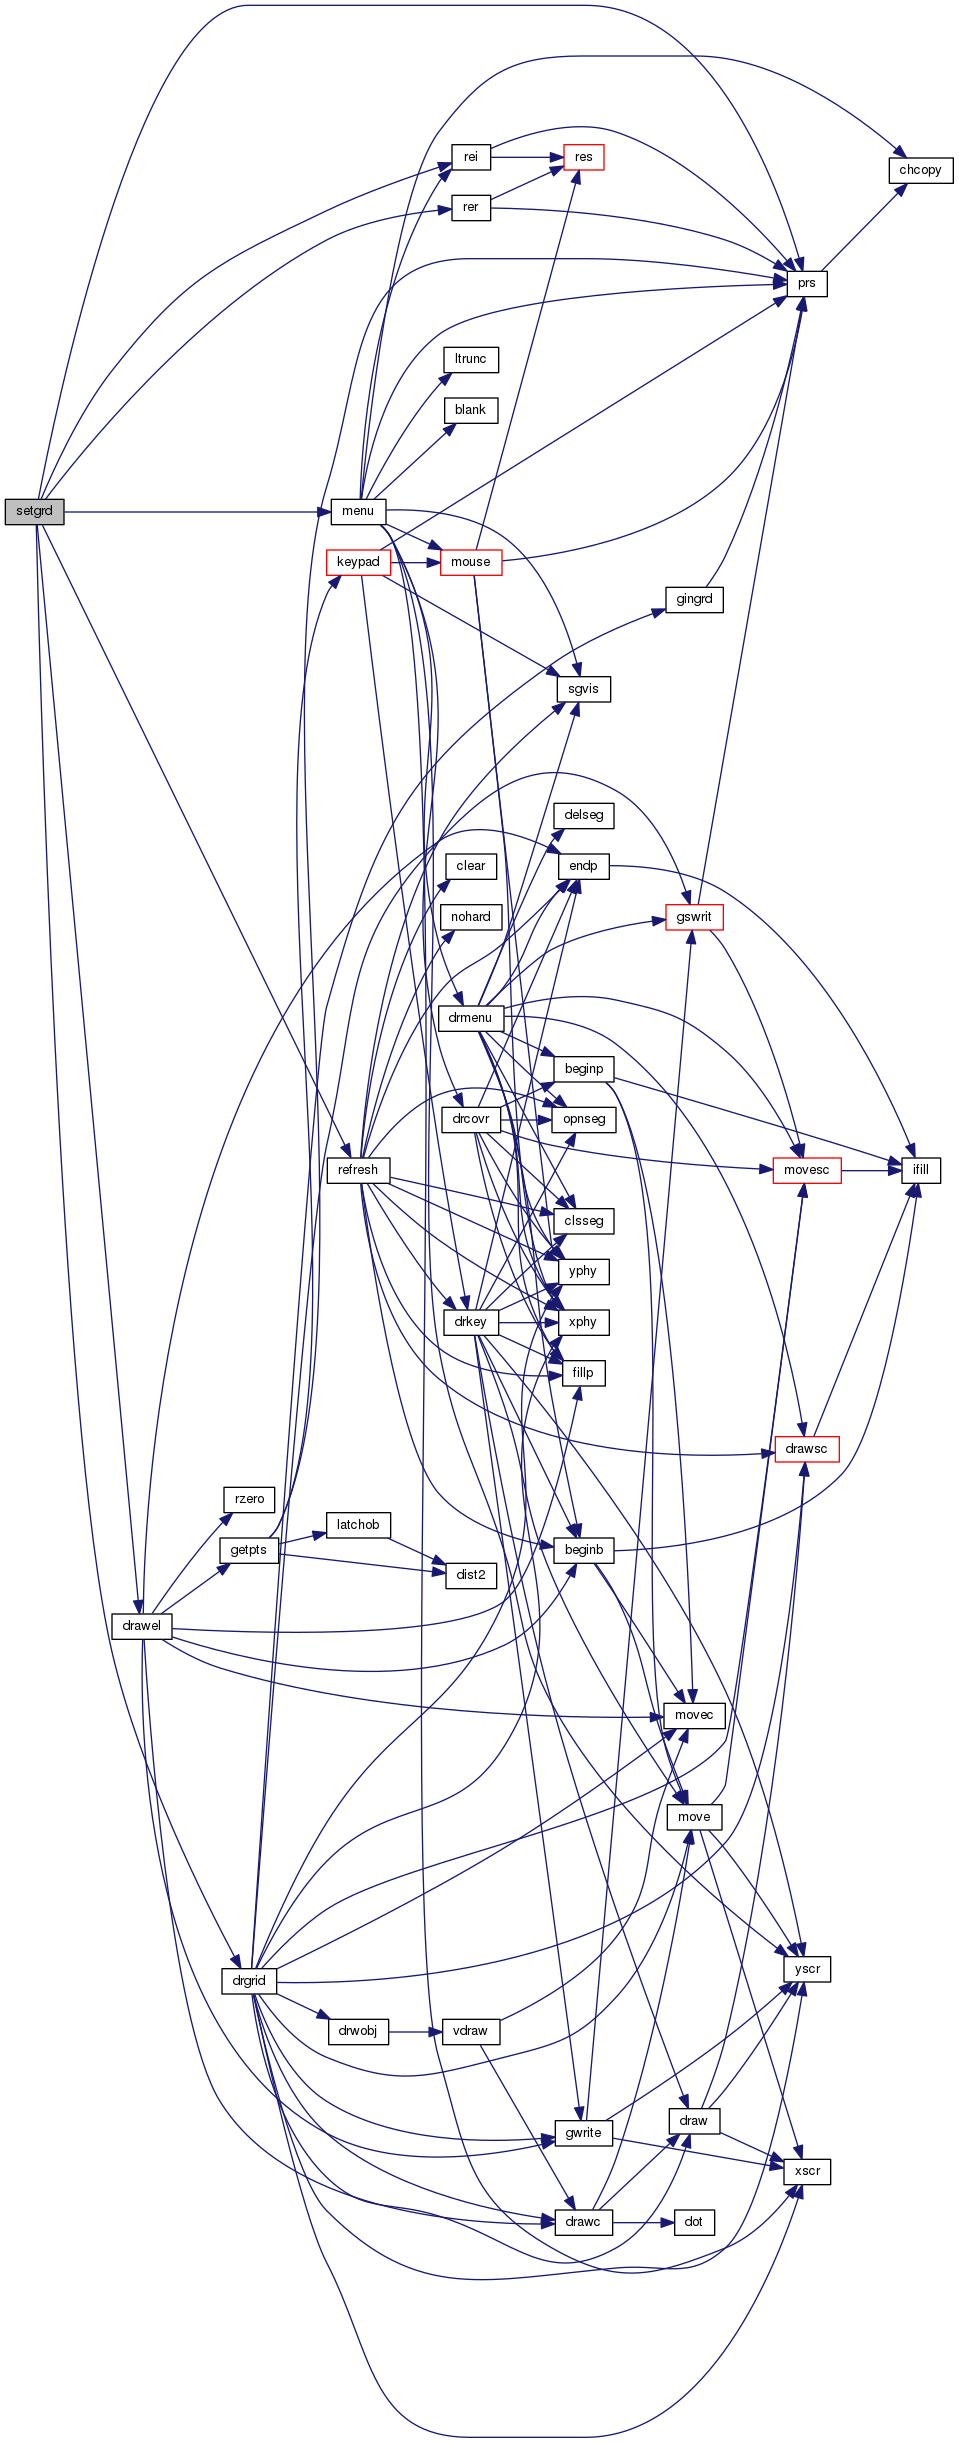 rei
res
chcopy
rer
prs
ltrunc
blank
setgrd
menu
keypad
mouse
gingrd
sgvis
delseg
clear
endp
nohard
gswrit
drmenu
beginp
drcovr
opnseg
refresh
movesc
ifill
clsseg
yphy
drkey
xphy
fillp
drawsc
rzero
latchob
getpts
beginb
dist2
drawel
movec
move
drgrid
yscr
drwobj
vdraw
gwrite
draw
xscr
drawc
dot